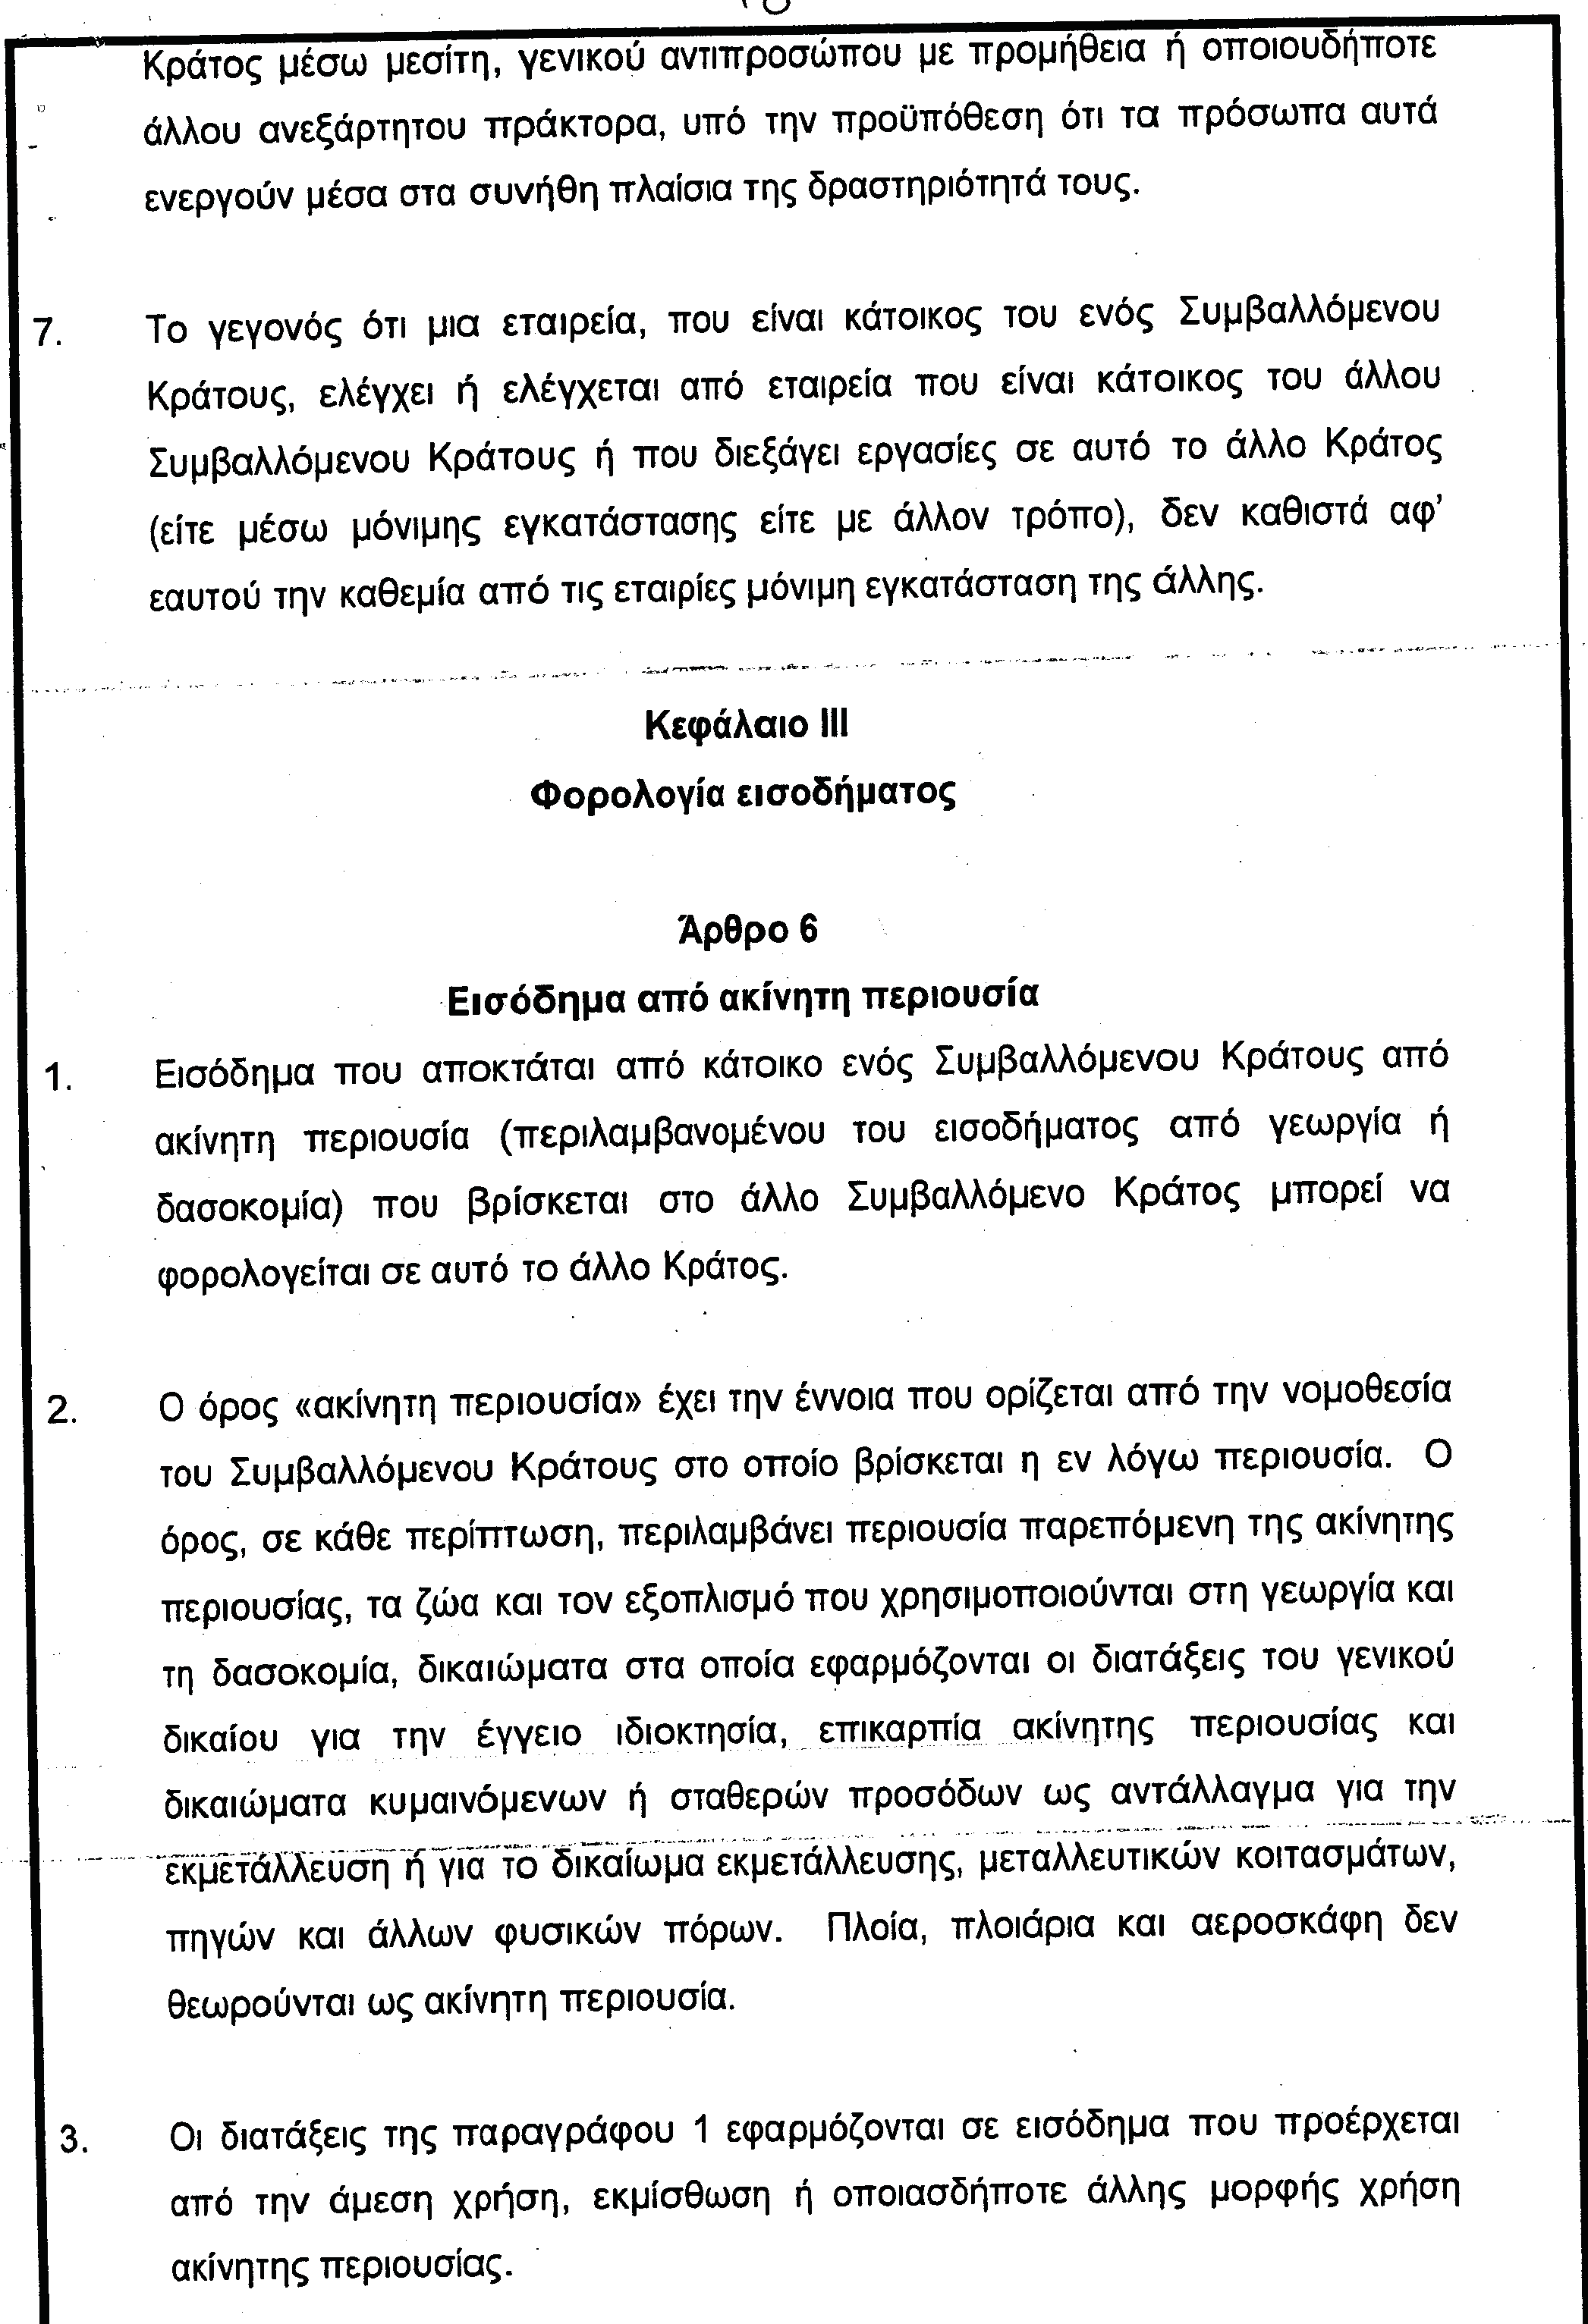 Κράτος μέσω μεσίτη, γενικού αντιπροσώπου με προμήθεια ή οποιουδήποτε
άλλου ανεξάρτητου πράκτορα, υπό την προϋπόθεση ότι τα πρόσωπα αυτά
ενεργούν μέσα στα συνήθη πλαίσια της δραστηριότητά τους.
7. Το γεγονός ότι μια εταιρεία, που είναι κάτοικος του ενός Συμβαλλόμενου
Κράτους, ελέγχει ή ελέγχεται από εταιρεία που είναι κάτοικος του άλλου
Συμβαλλόμενου Κράτους ή που διεξάγει εργασίες σε αυτό το άλλο Κράτος
(είτε μέσω μόνιμης εγκατάστασης είτε με άλλον τρόπο), δεν καθιστά αφ'
εαυτού την καθεμία από τις εταιρίες μόνιμη εγκατάσταση της άλλης.
Κεφάλαιο III
Φορολογία εισοδήματος
Άρθρο 6
Εισόδημα από ακίνητη περιουσία
1. Εισόδημα που αποκτάται από κάτοικο ενός Συμβαλλόμενου Κράτους από
ακίνητη περιουσία (περιλαμβανομένου του εισοδήματος από γεωργία ή
δασοκομία) που βρίσκεται στο άλλο Συμβαλλόμενο Κράτος μπορεί να
φορολογείται σε αυτό το άλλο Κράτος.
2. Ο όρος «ακίνητη περιουσία» έχει την έννοια που ορίζεται από την νομοθεσία
του Συμβαλλόμενου Κράτους στο οποίο βρίσκεται η εν λόγω περιουσία. Ο
όρος, σε κάθε περίπτωση, περιλαμβάνει περιουσία παρεπόμενη της ακίνητης
περιουσίας, τα ζώα και τον εξοπλισμό που χρησιμοποιούνται στη γεωργία και
τη δασοκομία, δικαιώματα στα οποία εφαρμόζονται οι διατάξεις του γενικού
δικαίου για την έγγειο ιδιοκτησία, επικαρπία ακίνητης περιουσίας και
δικαιώματα κυμαινόμενων ή σταθερών προσόδων ως αντάλλαγμα για την
εκμετάλλευση ή για το δικαίωμα εκμετάλλευσης, μεταλλευτικών κοιτασμάτων,
πηγών και άλλων φυσικών πόρων. Πλοία, πλοιάρια και αεροσκάφη δεν
θεωρούνται ως ακίνητη περιουσία.
3. Οι διατάξεις της παραγράφου 1 εφαρμόζονται σε εισόδημα που προέρχεται
από την άμεση χρήση, εκμίσθωση ή οποιασδήποτε άλλης μορφής χρήση
ακίνητης περιουσίας.